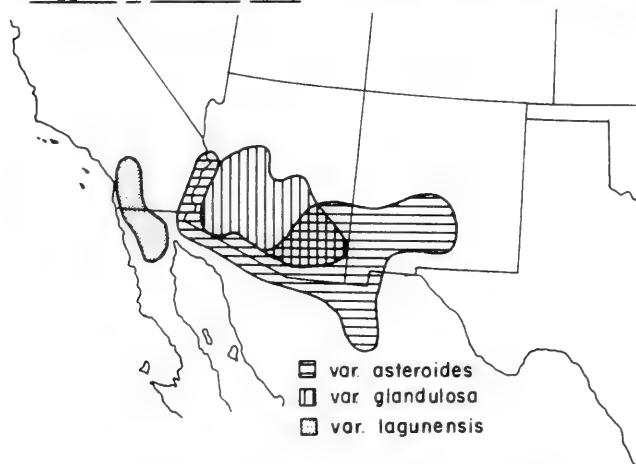 var. asteroides
var. glandulosa
var. lagunensis